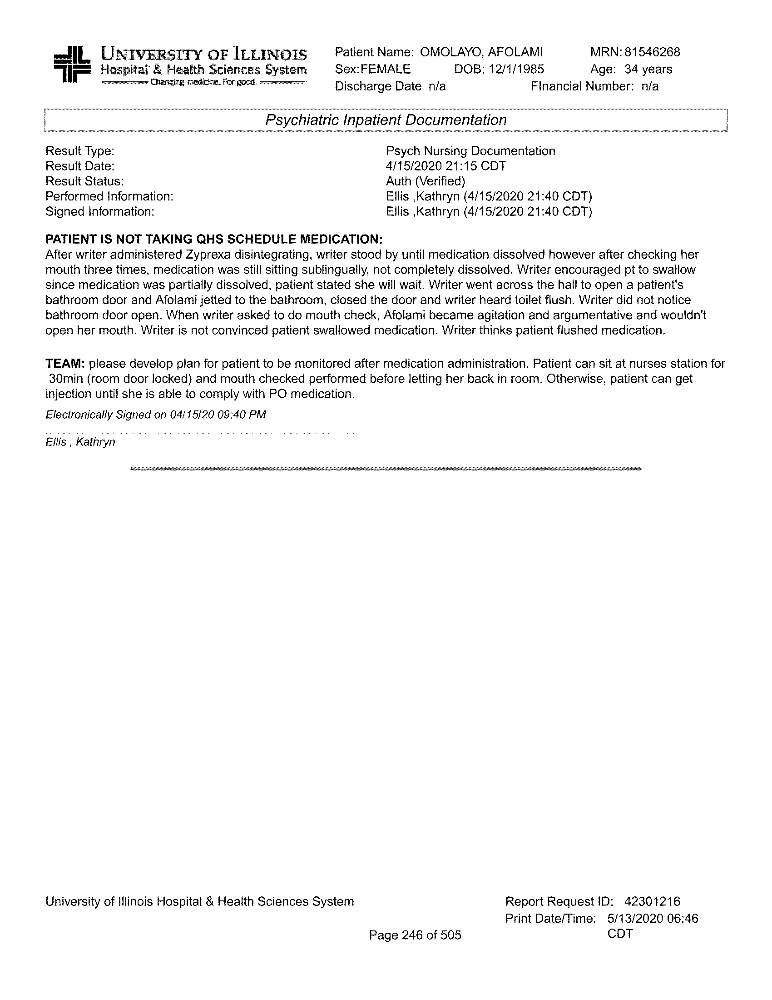 UNIVERSITY OF ILLINOIS
Hospital & Health Sciences System
Changing medicine. For good.
Patient Name: OMOLAYO, AFOLAMI MRN: 81546268
Sex: FEMALE DOB: 12/1/1985 Age: 34 years
Discharge Date n/a FInancial Number: n/a
Psychiatric Inpatient Documentation
Result Type: Psych Nursing Documentation
Result Date: 4/15/2020 21:15 CDT
Result Status: Auth (Verified)
Performed Information: Ellis ,Kathryn (4/15/2020 21:40 CDT)
Signed Information: Ellis ,Kathryn (4/15/2020 21:40 CDT)
PATIENT IS NOT TAKING QHS SCHEDULE MEDICATION:
After writer administered Zyprexa disintegrating, writer stood by until medication dissolved however after checking her
mouth three times, medication was still sitting sublingually, not completely dissolved. Writer encouraged pt to swallow
since medication was partially dissolved, patient stated she will wait. Writer went across the hall to open a patient's
bathroom door and Afolami jetted to the bathroom, closed the door and writer heard toilet flush. Writer did not notice
bathroom door open. When writer asked to do mouth check, Afolami became agitation and argumentative and wouldn't
open her mouth. Writer is not convinced patient swallowed medication. Writer thinks patient flushed medication.
TEAM: please develop plan for patient to be monitored after medication administration. Patient can sit at nurses station for
30min (room door locked) and mouth checked performed before letting her back in room. Otherwise, patient can get
injection until she is able to comply with PO medication.
Electronically Signed on 04/15/20 09:40 PM
Ellis , Kathryn
University of Illinois Hospital & Health Sciences System Report Request ID: 42301216
Print Date/Time: 5/13/2020 06:46
Page 246 of 505 CDT